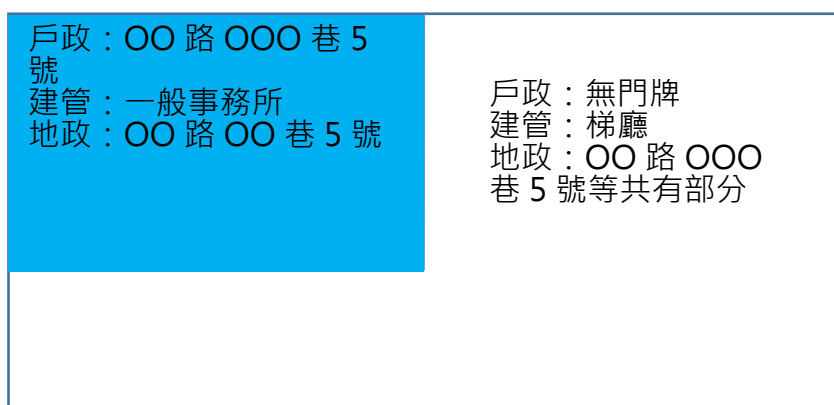 戶政：OO 路 OOO 巷 5
號
建管：一般事務所
地政：OO 路 OO 巷 5 號
戶政：無門牌
建管：梯廳
地政：OO 路 OOO
巷 5 號等共有部分